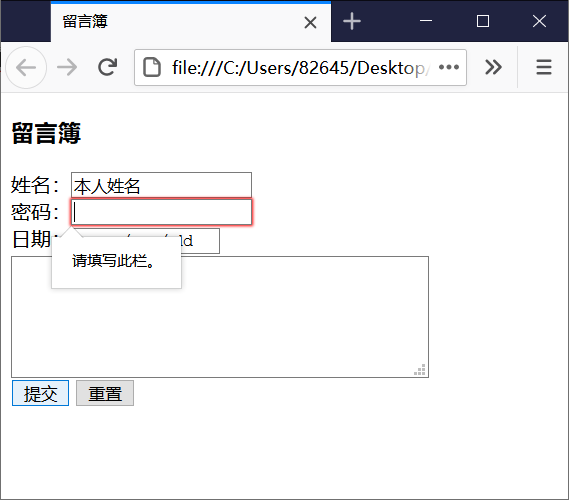 留言簿
file:///C:/Users/82645/Desktop/
留言簿
姓名：本人姓名
密码：
日期：
请填写此栏。
提交 重置